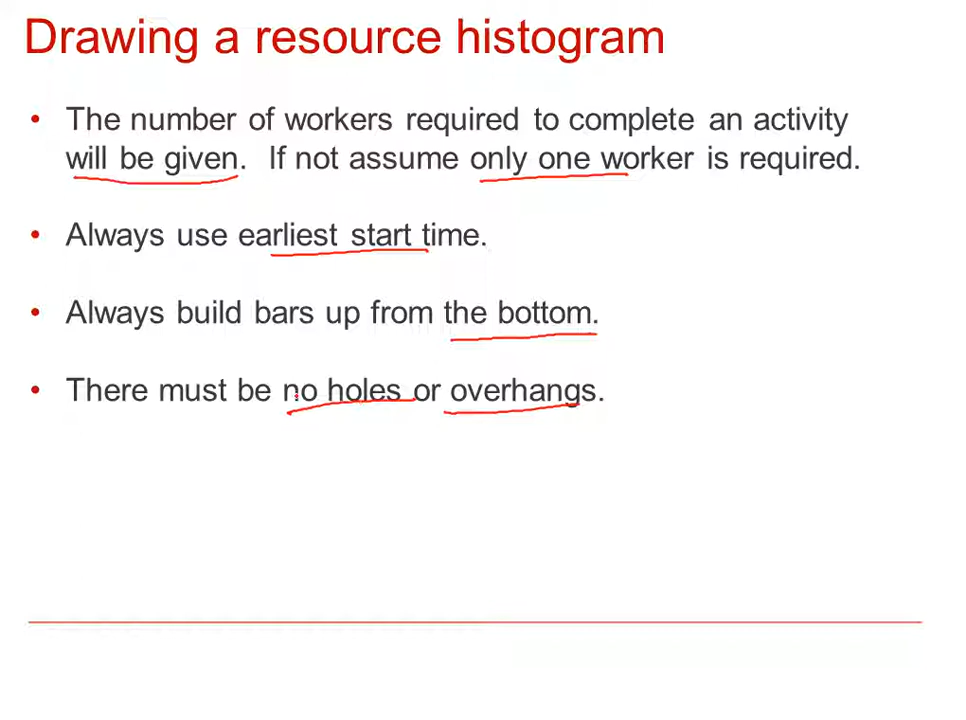 Drawing a resource histogram
• The number of workers required to complete an activity
will be given. If not assume only one worker is required.
• Always use earliest start time.
• Always build bars up from the bottom.
• There must be no holes or overhangs.